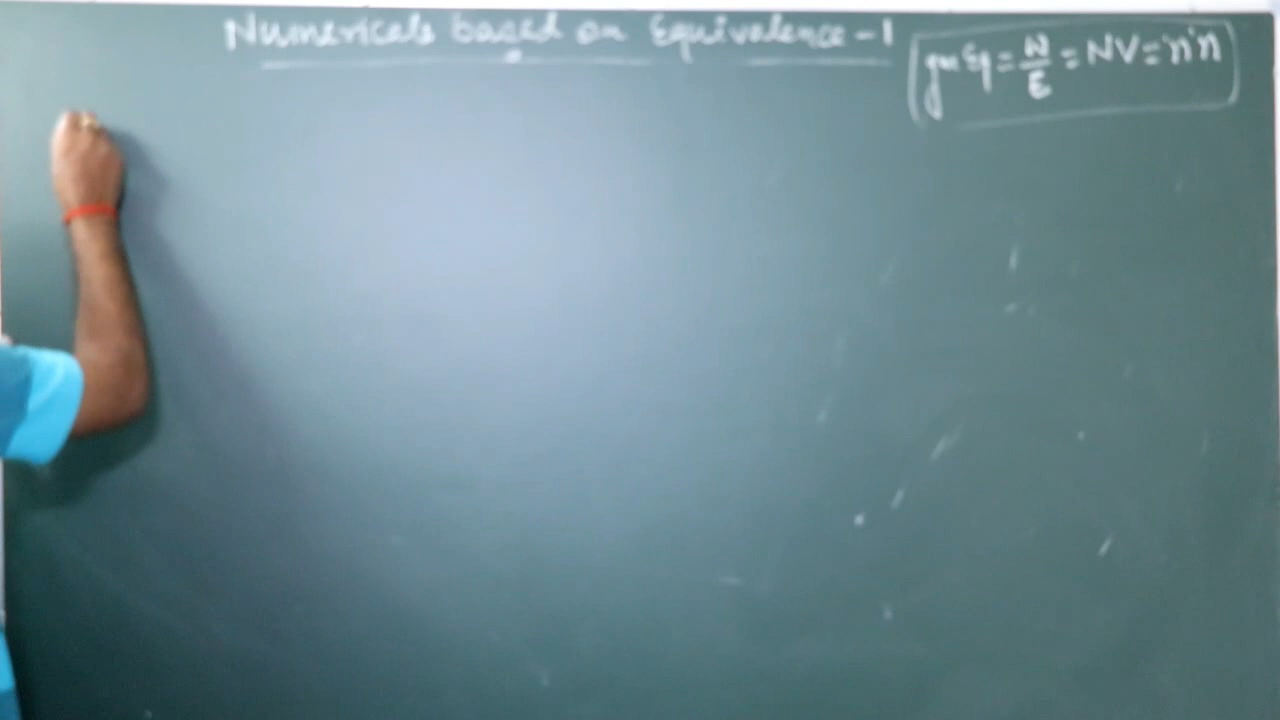 Numericals based on Equivalence - 1
gm Eq = W/E = NV = 'n'n